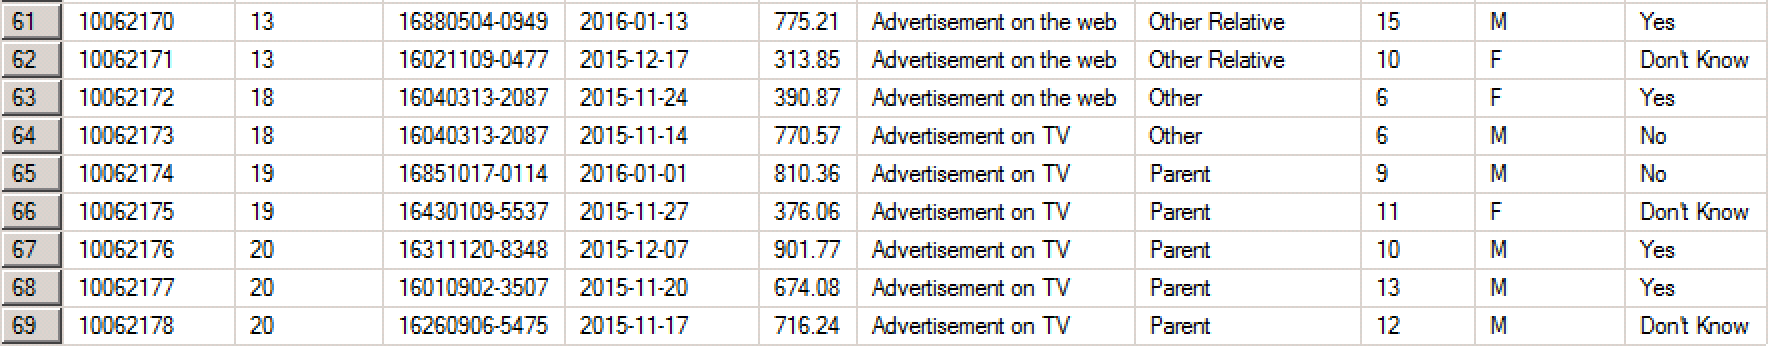 61 10062170 13 16880504-0949 2016-01-13 775.21 Advertisement on the web Other Relative 15 M Yes
62 10062171 13 16021109-0477 2015-12-17 313.85 Advertisement on the web Other Relative 10 F Don't Know
63 10062172 18 16040313-2087 2015-11-24 390.87 Advertisement on the web Other 6 F Yes
64 10062173 18 16040313-2087 2015-11-14 770.57 Advertisement on TV Other 6 M No
65 10062174 19 16851017-0114 2016-01-01 810.36 Advertisement on TV Parent 9 M No
66 10062175 19 16430109-5537 2015-11-27 376.06 Advertisement on TV Parent 11 F Don't Know
67 10062176 20 16311120-8348 2015-12-07 901.77 Advertisement on TV Parent 10 M Yes
68 10062177 20 16010902-3507 2015-11-20 674.08 Advertisement on TV Parent 13 M Yes
69 10062178 20 16260906-5475 2015-11-17 716.24 Advertisement on TV Parent 12 M Don't Know